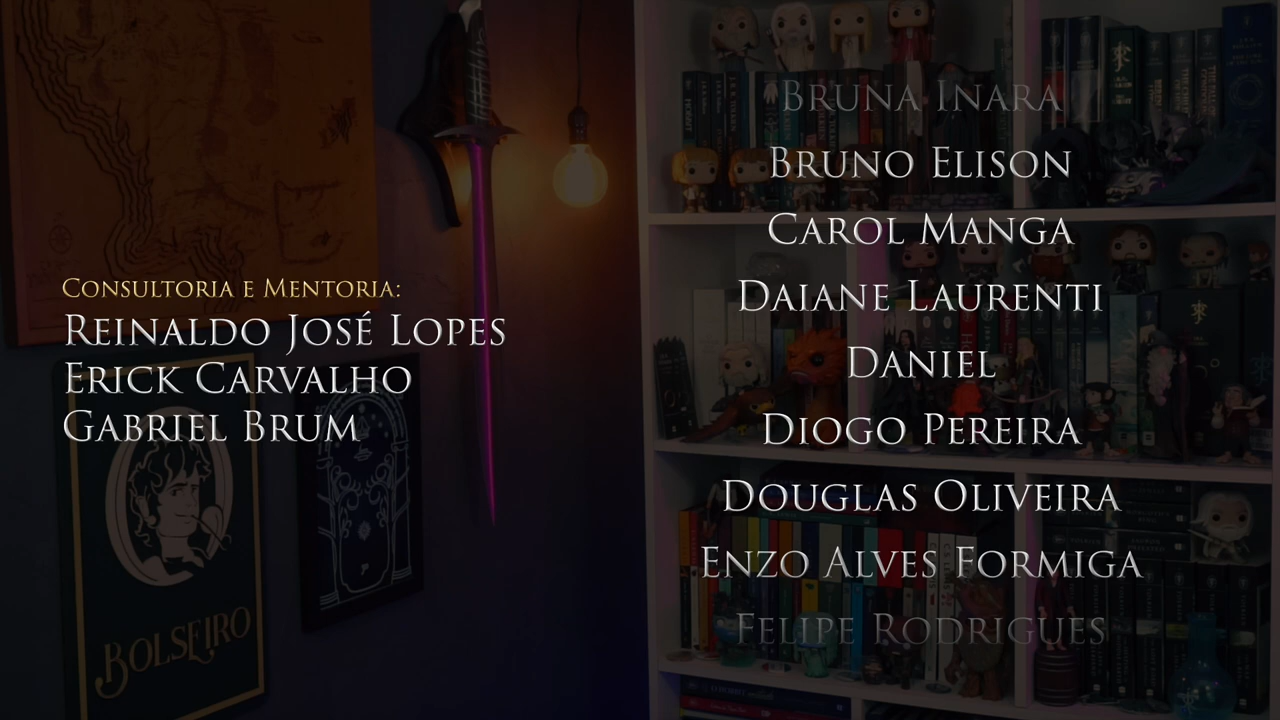 Consultoria e Mentoria:
Reinaldo José Lopes
Erick Carvalho
Gabriel Brum
Bolseiro
Bruna Inara
Bruno Elison
Carol Manga
Daiane Laurenti
Daniel
Diogo Pereira
Douglas Oliveira
Enzo Alves Formiga
Felipe Rodrigues